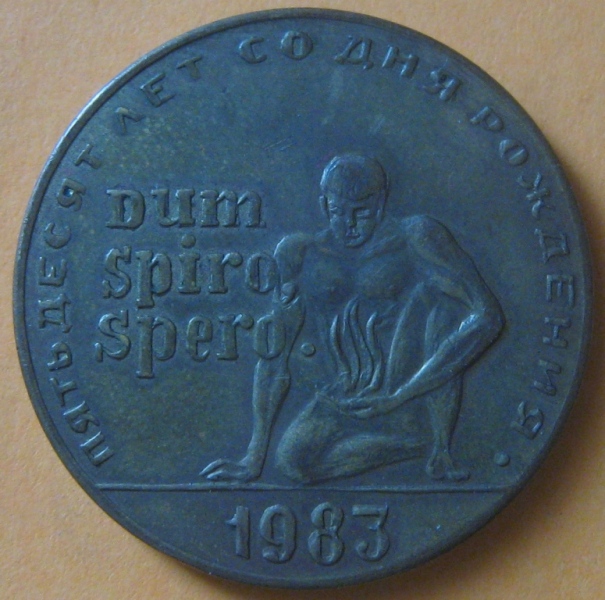 ПЯТЬДЕСЯТ ЛЕТ СО ДНЯ РОЖДЕНИЯ.
Dum
spiro,
spero.
1983